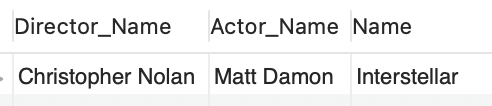 Director_Name Actor_Name Name
Christopher Nolan Matt Damon Interstellar